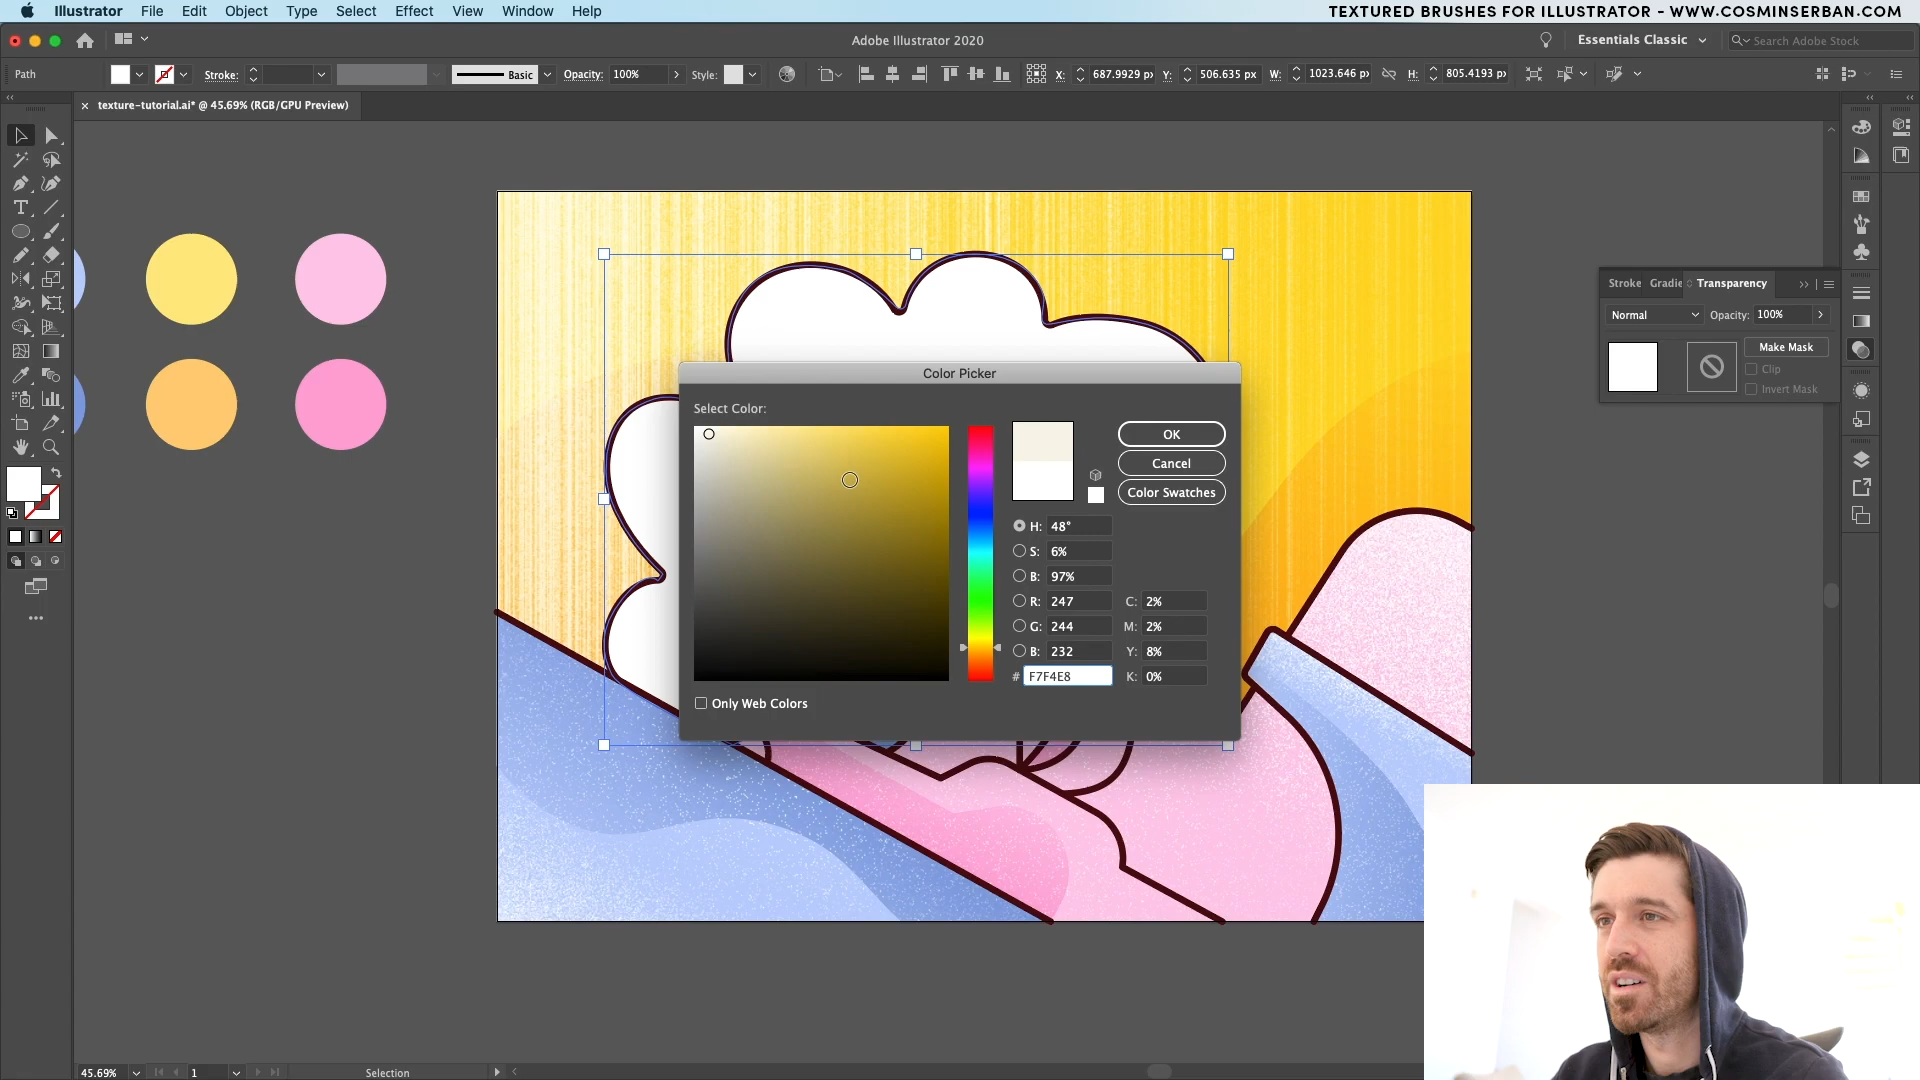 Illustrator File Edit Object Type Select Effect View Window Help
TEXTURED BRUSHES FOR ILLUSTRATOR - WWW.COSMINSERBAN.COM
Adobe Illustrator 2020
Essentials Classic
Search Adobe Stock
Path
Stroke:
Basic
Opacity: 100%
Style:
X: 687.9929 px
Y: 506.635 px
W: 1023.646 px
H: 805.4193 px
texture-tutorial.ai* @ 45.69% (RGB/GPU Preview)
Stroke Gradie Transparency
Normal
Opacity: 100%
Make Mask
Clip
Invert Mask
Color Picker
Select Color:
OK
Cancel
Color Swatches
H: 48°
S: 6%
B: 97%
R: 247 C: 2%
G: 244 M: 2%
B: 232 Y: 8%
# F7F4E8 K: 0%
Only Web Colors
45.69% 1 Selection